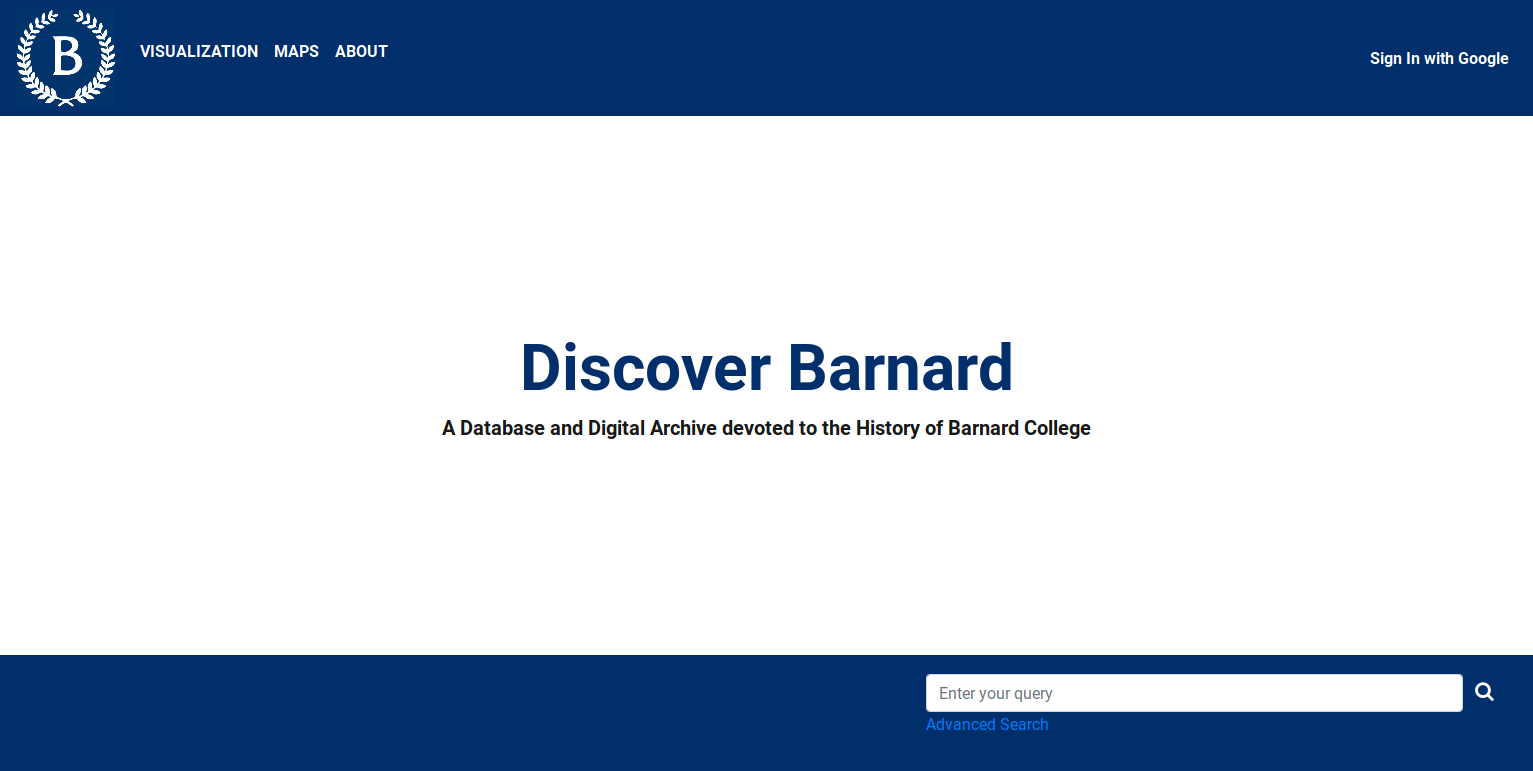 B
VISUALIZATION MAPS ABOUT
Sign In with Google
Discover Barnard
A Database and Digital Archive devoted to the History of Barnard College
Enter your query
Advanced Search